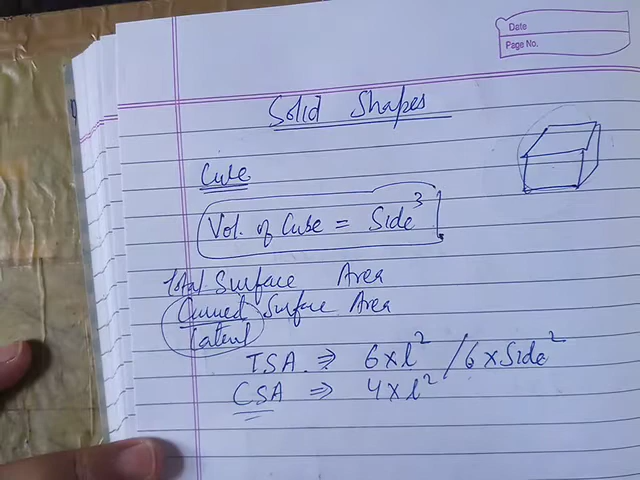 Date
Page No.
Solid Shapes
Cube
Vol. of Cube = Side³
Total Surface Area
Curved Surface Area
Lateral
TSA ⇒ 6×l² / 6×Side²
CSA ⇒ 4×l²